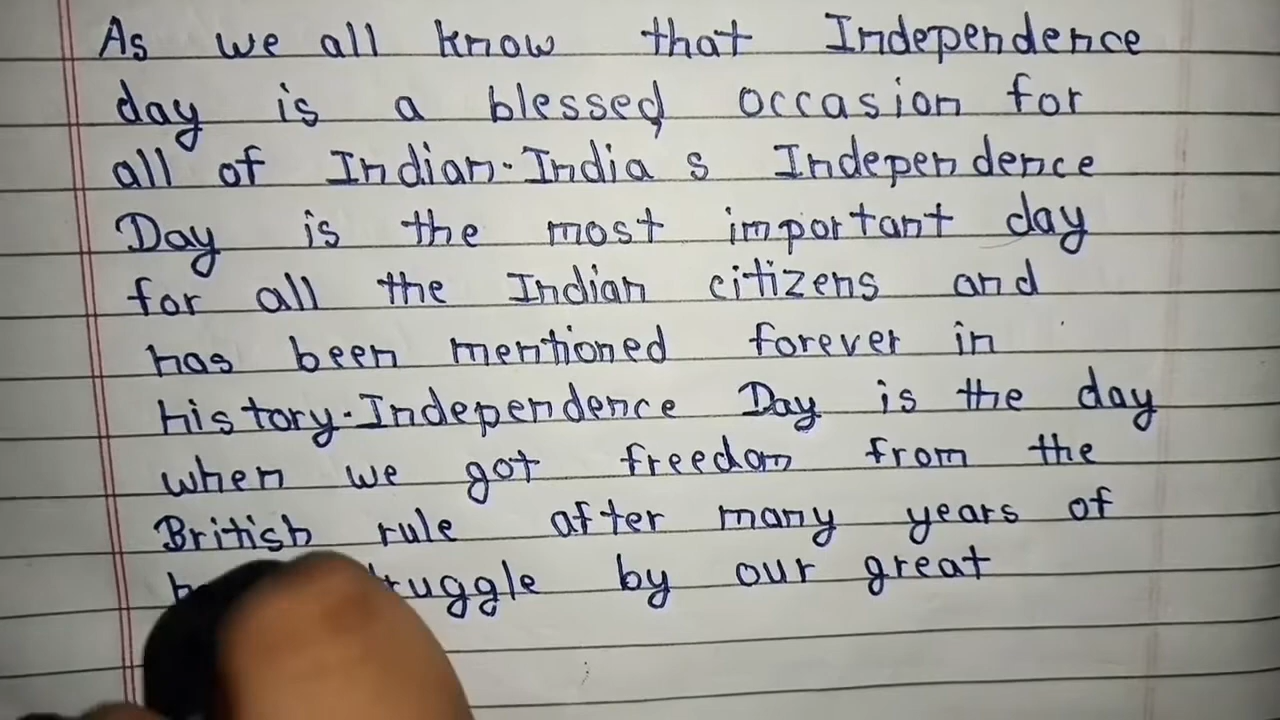 As we all know that Independence
day is a blessed occasion for
all of Indian. India s Independence
Day is the most important day
for all the Indian citizens and
has been mentioned forever in
history. Independence Day is the day
when we got freedom from the
British rule after many years of
by our great